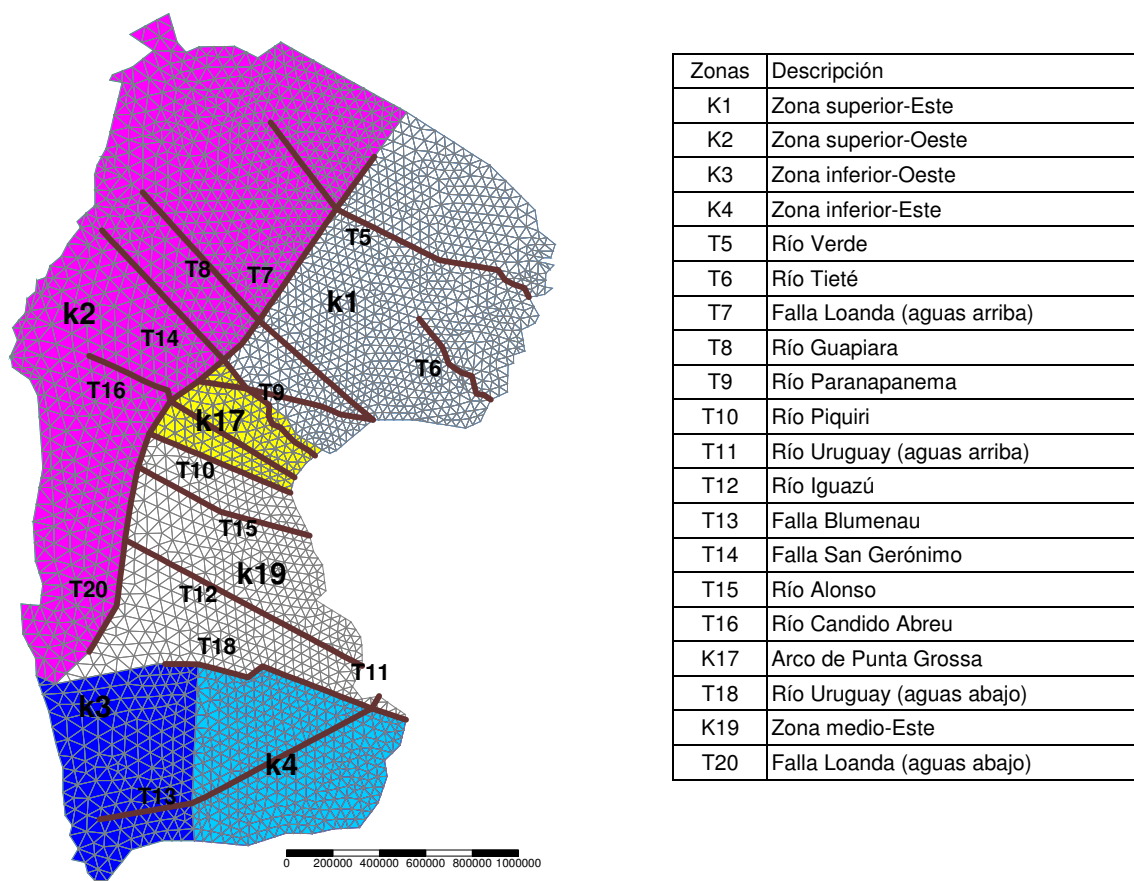 T5
T8
T7
k2
k1
T14
T6
T16
T9
k17
T10
T15
k19
T20
T12
T18
T11
k3
k4
T13
0 200000 400000 600000 800000 1000000
Zonas Descripción
K1 Zona superior-Este
K2 Zona superior-Oeste
K3 Zona inferior-Oeste
K4 Zona inferior-Este
T5 Río Verde
T6 Río Tieté
T7 Falla Loanda (aguas arriba)
T8 Río Guapiara
T9 Río Paranapanema
T10 Río Piquiri
T11 Río Uruguay (aguas arriba)
T12 Río Iguazú
T13 Falla Blumenau
T14 Falla San Gerónimo
T15 Río Alonso
T16 Río Candido Abreu
K17 Arco de Punta Grossa
T18 Río Uruguay (aguas abajo)
K19 Zona medio-Este
T20 Falla Loanda (aguas abajo)